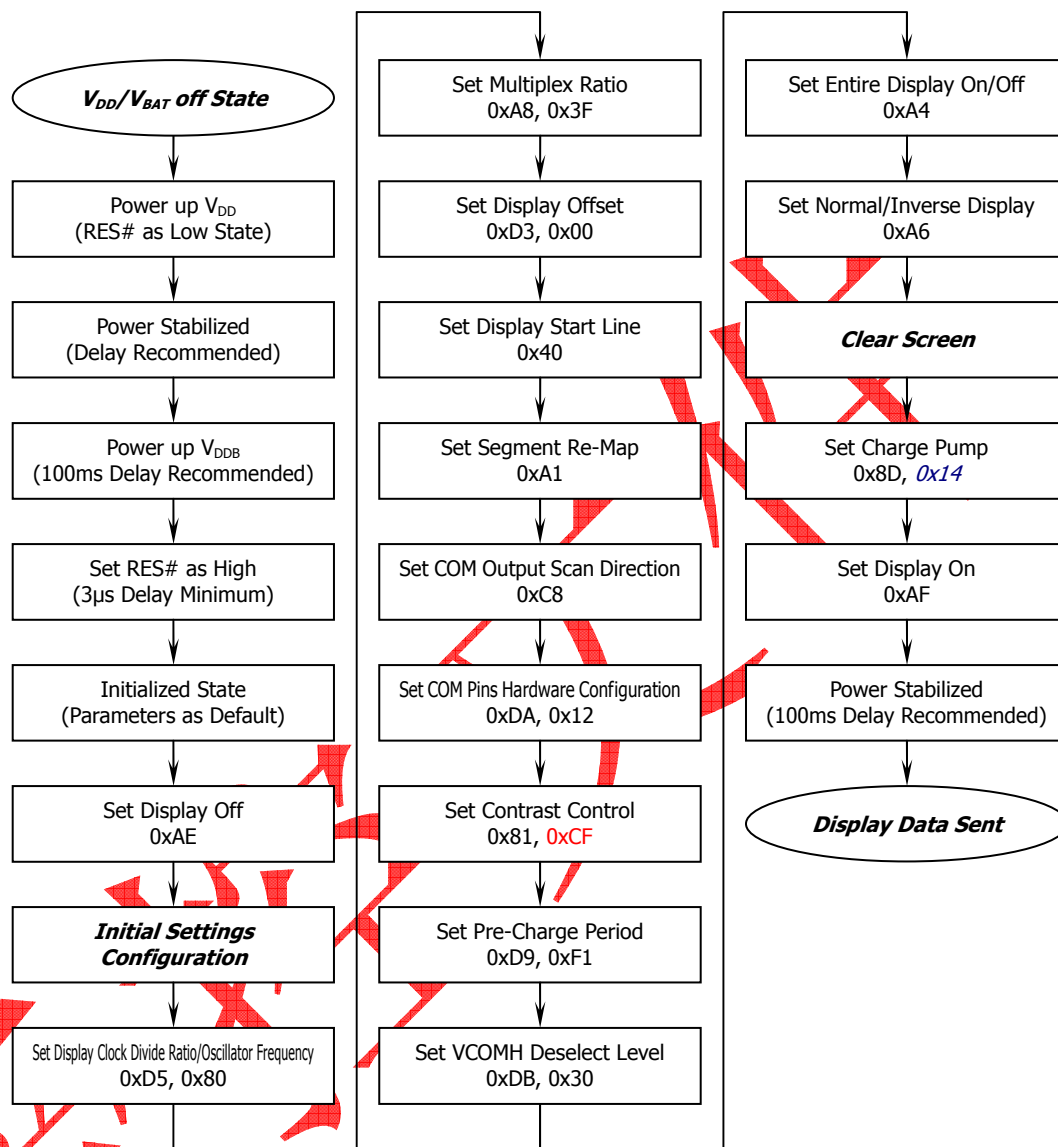 V_DD/V_BAT off State
Power up V_DD
(RES# as Low State)
Power Stabilized
(Delay Recommended)
Power up V_DDB
(100ms Delay Recommended)
Set RES# as High
(3μs Delay Minimum)
Initialized State
(Parameters as Default)
Set Display Off
0xAE
Initial Settings
Configuration
Set Display Clock Divide Ratio/Oscillator Frequency
0xD5, 0x80
Set Multiplex Ratio
0xA8, 0x3F
Set Display Offset
0xD3, 0x00
Set Display Start Line
0x40
Set Segment Re-Map
0xA1
Set COM Output Scan Direction
0xC8
Set COM Pins Hardware Configuration
0xDA, 0x12
Set Contrast Control
0x81, 0xCF
Set Pre-Charge Period
0xD9, 0xF1
Set VCOMH Deselect Level
0xDB, 0x30
Set Entire Display On/Off
0xA4
Set Normal/Inverse Display
0xA6
Clear Screen
Set Charge Pump
0x8D, 0x14
Set Display On
0xAF
Power Stabilized
(100ms Delay Recommended)
Display Data Sent